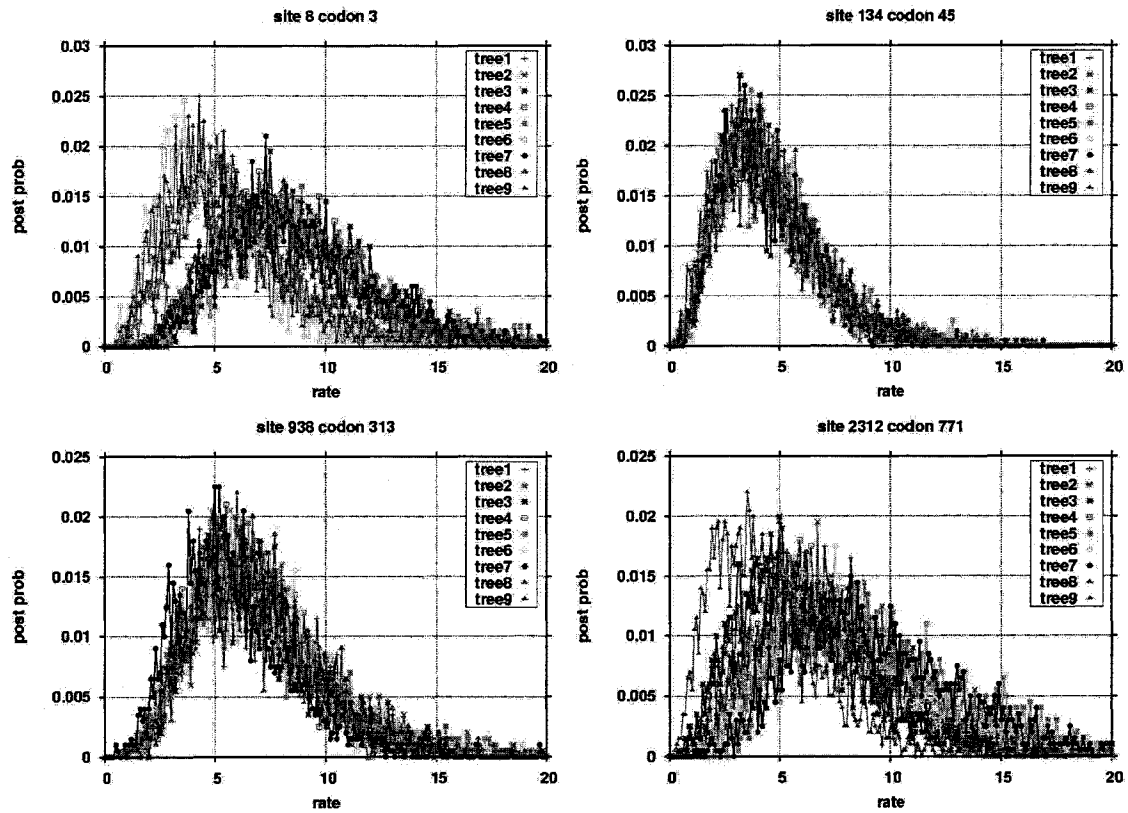 site 8 codon 3
0.03
0.025
0.02
0.015
0.01
0.005
0
post prob
0 5 10 15 20
rate
tree1
tree2
tree3
tree4
tree5
tree6
tree7
tree8
tree9
site 134 codon 45
0.03
0.025
0.02
0.015
0.01
0.005
0
post prob
0 5 10 15 20
rate
tree1
tree2
tree3
tree4
tree5
tree6
tree7
tree8
tree9
site 938 codon 313
0.025
0.02
0.015
0.01
0.005
0
post prob
0 5 10 15 20
rate
tree1
tree2
tree3
tree4
tree5
tree6
tree7
tree8
tree9
site 2312 codon 771
0.025
0.02
0.015
0.01
0.005
0
post prob
0 5 10 15 20
rate
tree1
tree2
tree3
tree4
tree5
tree6
tree7
tree8
tree9